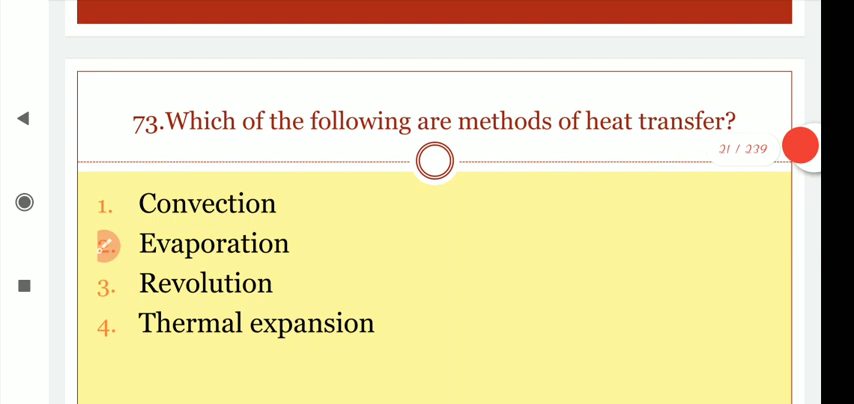 73.Which of the following are methods of heat transfer?
21 / 239
1. Convection
2. Evaporation
3. Revolution
4. Thermal expansion